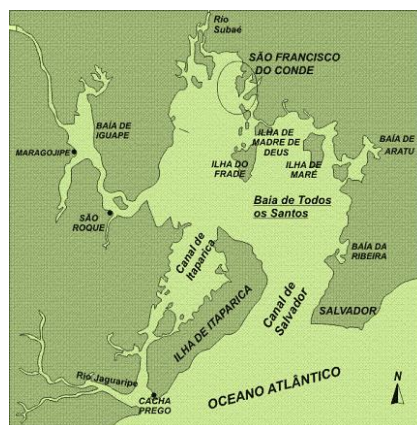 Rio
Subaé
SÃO FRANCISCO
DO CONDE
BAÍA DE
IGUAPE
MARAGOJIPE
ILHA DE
MADRE DE
DEUS
BAÍA DE
ARATU
ILHA DO
FRADE
ILHA
DE MARÉ
SÃO
ROQUE
Baia de Todos
os Santos
Canal de
Itaparica
BAÍA DA
RIBEIRA
ILHA DE ITAPARICA
Canal de
Salvador
SALVADOR
Rio Jaguaripe
CACHA
PREGO
OCEANO ATLÂNTICO
N